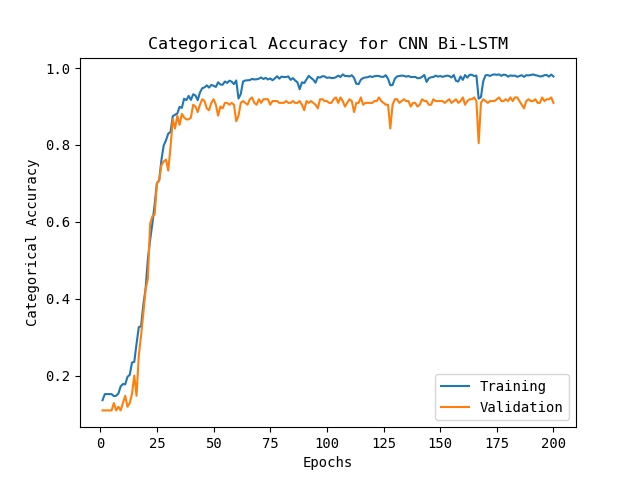 Categorical Accuracy for CNN Bi-LSTM
1.0
0.8
0.6
0.4
0.2
Categorical Accuracy
0 25 50 75 100 125 150 175 200
Epochs
Training
Validation